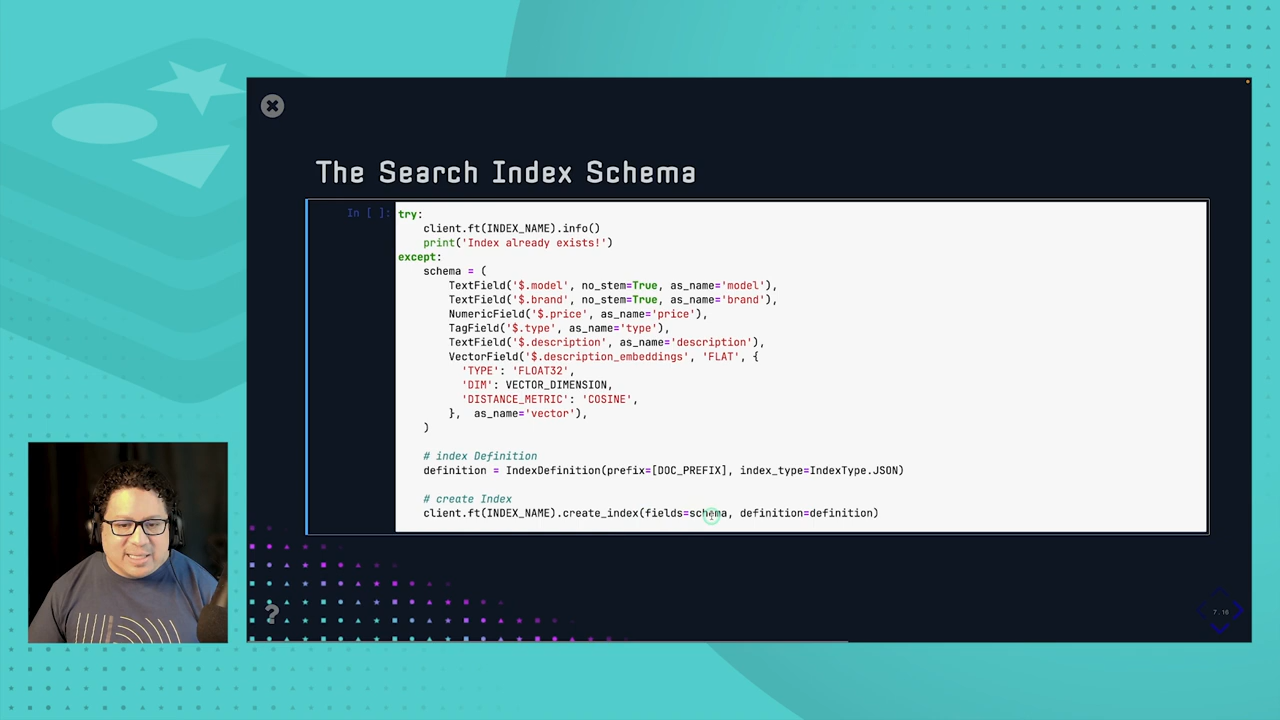 The Search Index Schema
In [ ]:
try:
    client.ft(INDEX_NAME).info()
    print('Index already exists!')
except:
    schema = (
        TextField('$.model', no_stem=True, as_name='model'),
        TextField('$.brand', no_stem=True, as_name='brand'),
        NumericField('$.price', as_name='price'),
        TagField('$.type', as_name='type'),
        TextField('$.description', as_name='description'),
        VectorField('$.description_embeddings', 'FLAT', {
          'TYPE': 'FLOAT32',
          'DIM': VECTOR_DIMENSION,
          'DISTANCE_METRIC': 'COSINE',
        },  as_name='vector'),
    )
    # index Definition
    definition = IndexDefinition(prefix=[DOC_PREFIX], index_type=IndexType.JSON)
    # create Index
    client.ft(INDEX_NAME).create_index(fields=schema, definition=definition)
?
7.16